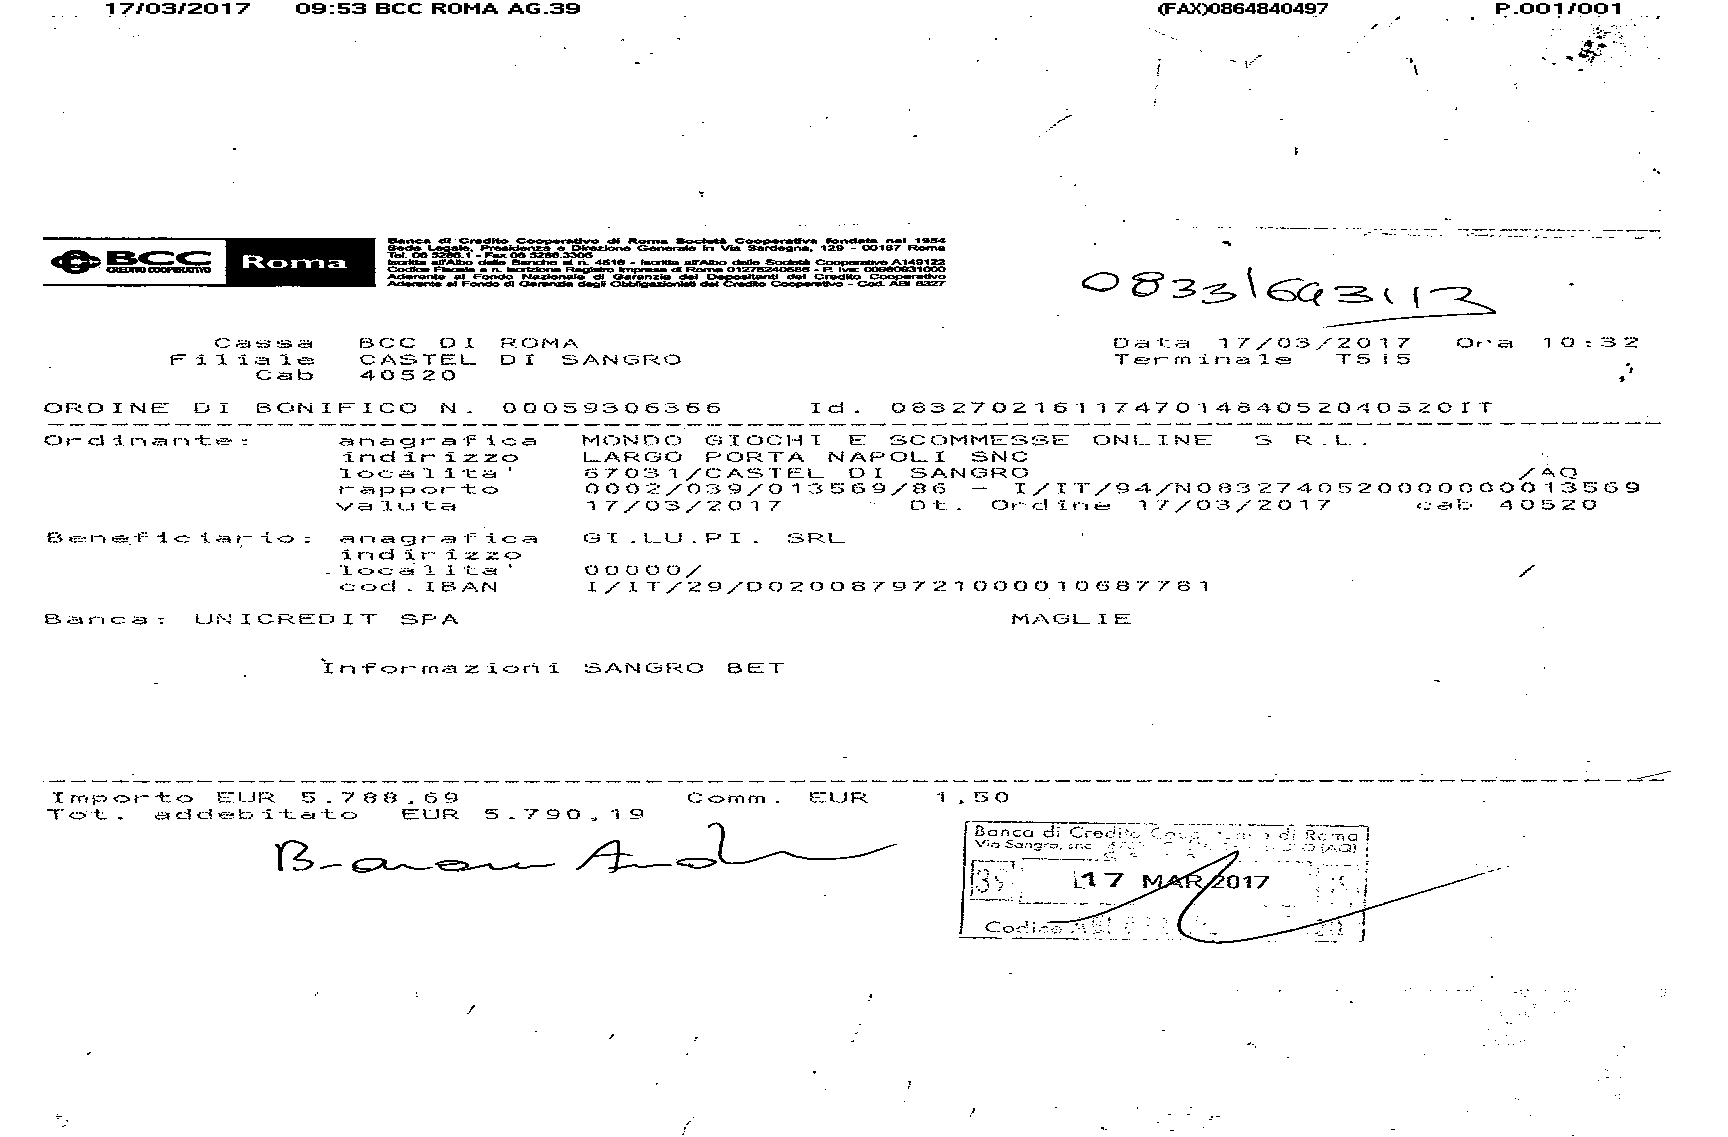 17/03/2017 09:53 BCC ROMA AG.39 (FAX)0864840497 P.001/001
BCC
CREDITO COOPERATIVO
Roma
Banca di Credito Cooperativo di Roma Società Cooperativa fondata nel 1954
Sede Legale, Presidenza e Direzione Generale in Via Sardegna, 129 - 00187 Roma
Tel. 06 5286.1 - Fax 06 5286.3306
Iscritta all'Albo delle Banche al n. 4516 - Iscritta all'Albo delle Società Cooperative A149122
Codice Fiscale e n. Iscrizione Registro Imprese di Roma 01275240586 - P. Iva: 00980931000
Aderente al Fondo Nazionale di Garanzia dei Depositanti del Credito Cooperativo
Aderente al Fondo di Garanzia degli Obbligazionisti del Credito Cooperativo - Cod. ABI 8327
0833/693113
Cassa BCC DI ROMA Data 17/03/2017 Ora 10:32
Filiale CASTEL DI SANGRO Terminale TS15
Cab 40520
ORDINE DI BONIFICO N. 00059306366 Id. 0832702161174701484052040520IT
Ordinante: anagrafica MONDO GIOCHI E SCOMMESSE ONLINE S R.L.
indirizzo LARGO PORTA NAPOLI SNC
localita' 67031/CASTEL DI SANGRO /AQ
rapporto 0002/039/013569/86 - I/IT/94/N0832740520000000013569
valuta 17/03/2017 Dt. Ordine 17/03/2017 cab 40520
Beneficiario: anagrafica GI.LU.PI. SRL
indirizzo
localita' 00000/ /
cod.IBAN I/IT/29/D0200879721000010687761
Banca: UNICREDIT SPA MAGLIE
Informazioni SANGRO BET
Importo EUR 5.788,69 Comm. EUR 1,50
Tot. addebitato EUR 5.790,19
Banca di Credito di Roma
Via Sangro, snc (AQ)
39 17 MAR 2017
Codice ABI